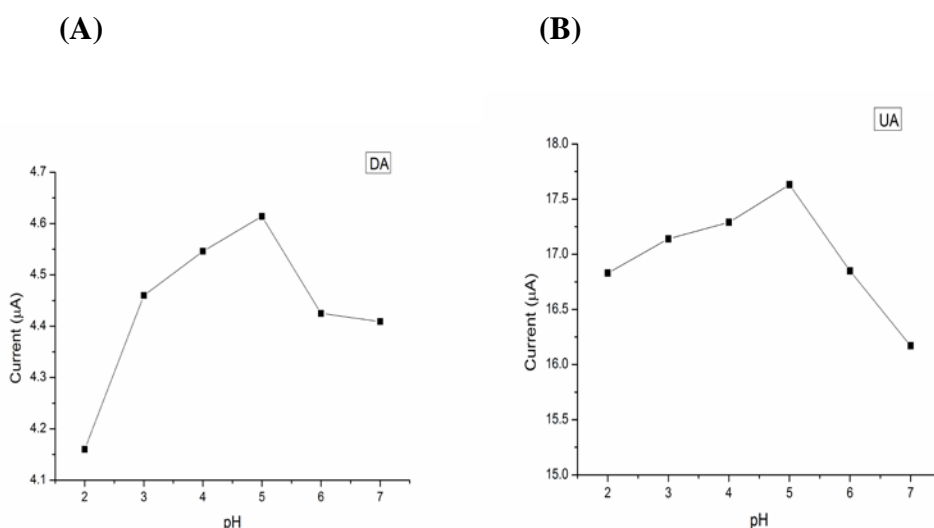 (A)
(B)
DA
4.7
4.6
4.5
4.4
4.3
4.2
4.1
Current (μA)
2 3 4 5 6 7
pH
UA
18.0
17.5
17.0
16.5
16.0
15.5
15.0
Current (μA)
2 3 4 5 6 7
pH